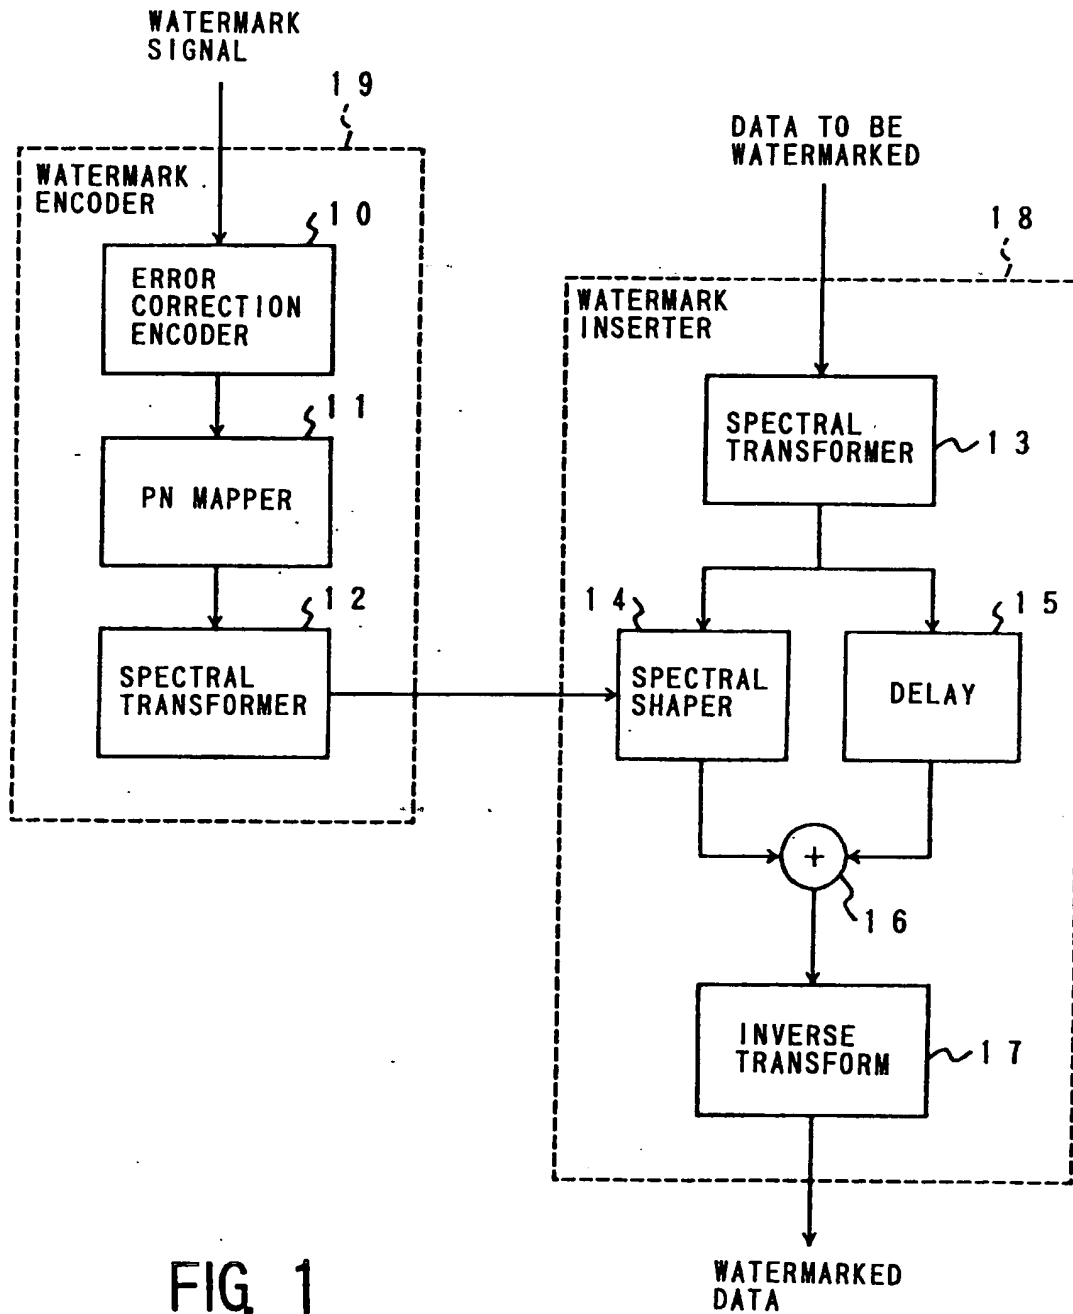 WATERMARK
SIGNAL
19
WATERMARK
ENCODER
10
ERROR
CORRECTION
ENCODER
11
PN MAPPER
12
SPECTRAL
TRANSFORMER
DATA TO BE
WATERMARKED
18
WATERMARK
INSERTER
SPECTRAL
TRANSFORMER
13
14
SPECTRAL
SHAPER
15
DELAY
+
16
INVERSE
TRANSFORM
17
WATERMARKED
DATA
FIG. 1